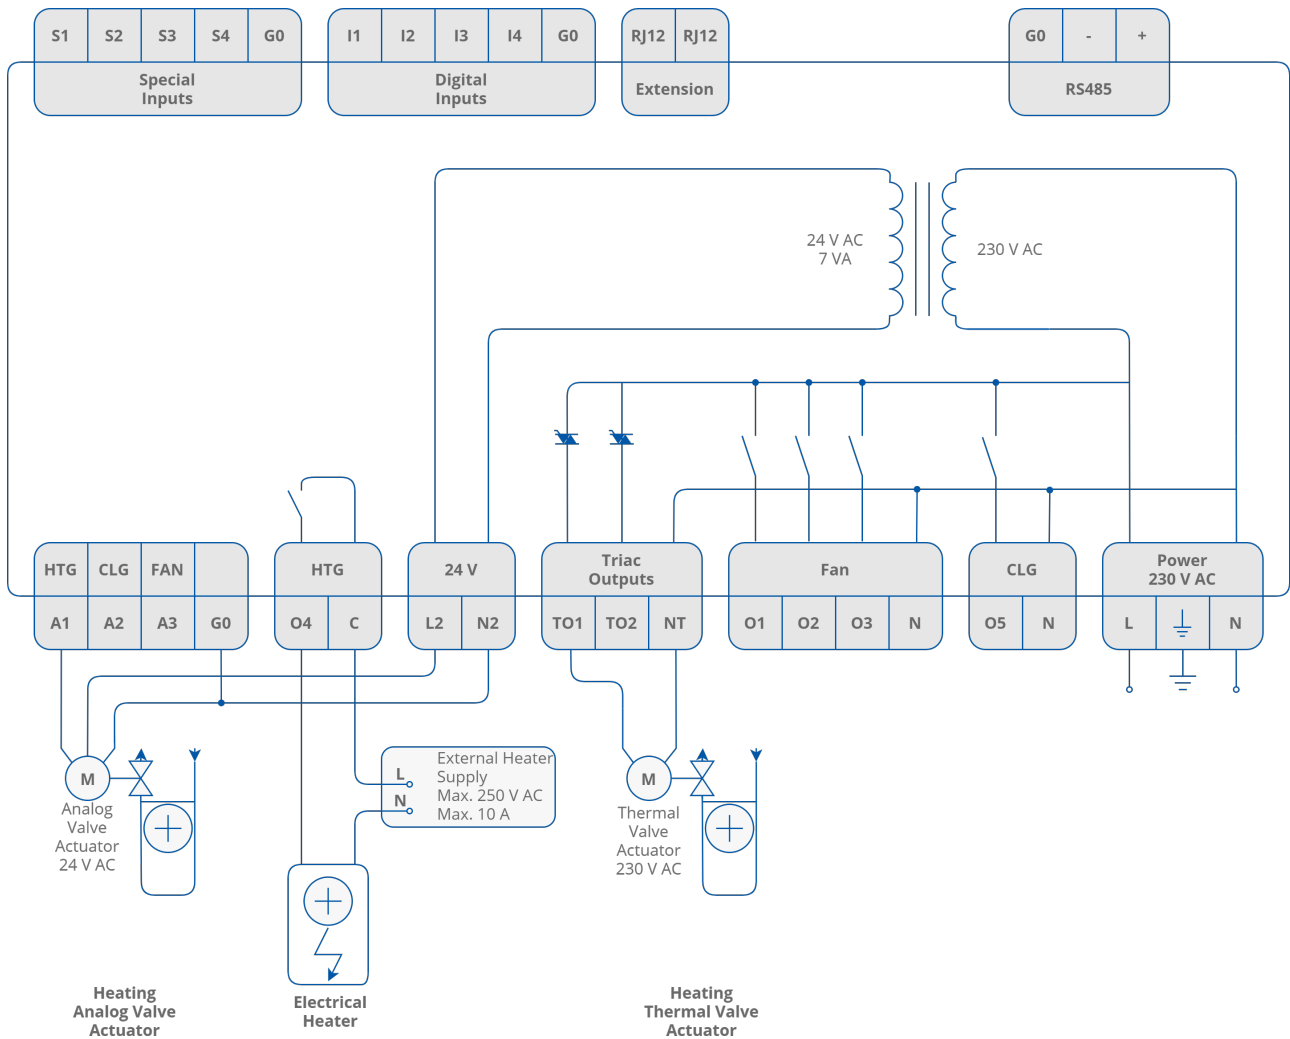 S1 S2 S3 S4 G0
Special
Inputs
I1 I2 I3 I4 G0
Digital
Inputs
RJ12 RJ12
Extension
G0 - +
RS485
24 V AC
7 VA
230 V AC
HTG CLG FAN
A1 A2 A3 G0
HTG
O4 C
24 V
L2 N2
Triac
Outputs
TO1 TO2 NT
Fan
O1 O2 O3 N
CLG
O5 N
Power
230 V AC
L N
M
Analog
Valve
Actuator
24 V AC
L
N
External Heater
Supply
Max. 250 V AC
Max. 10 A
M
Thermal
Valve
Actuator
230 V AC
Heating
Analog Valve
Actuator
Electrical
Heater
Heating
Thermal Valve
Actuator